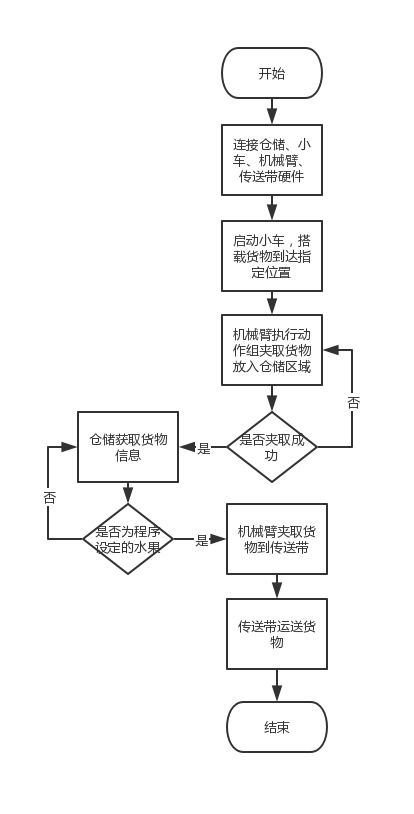 开始
连接仓储、小
车、机械臂、
传送带硬件
启动小车，搭
载货物到达指
定位置
机械臂执行动
作组夹取货物
放入仓储区域
否
是否夹取成
功
是
仓储获取货物
信息
否
是否为程序
设定的水果
是
机械臂夹取货
物到传送带
传送带运送货
物
结束